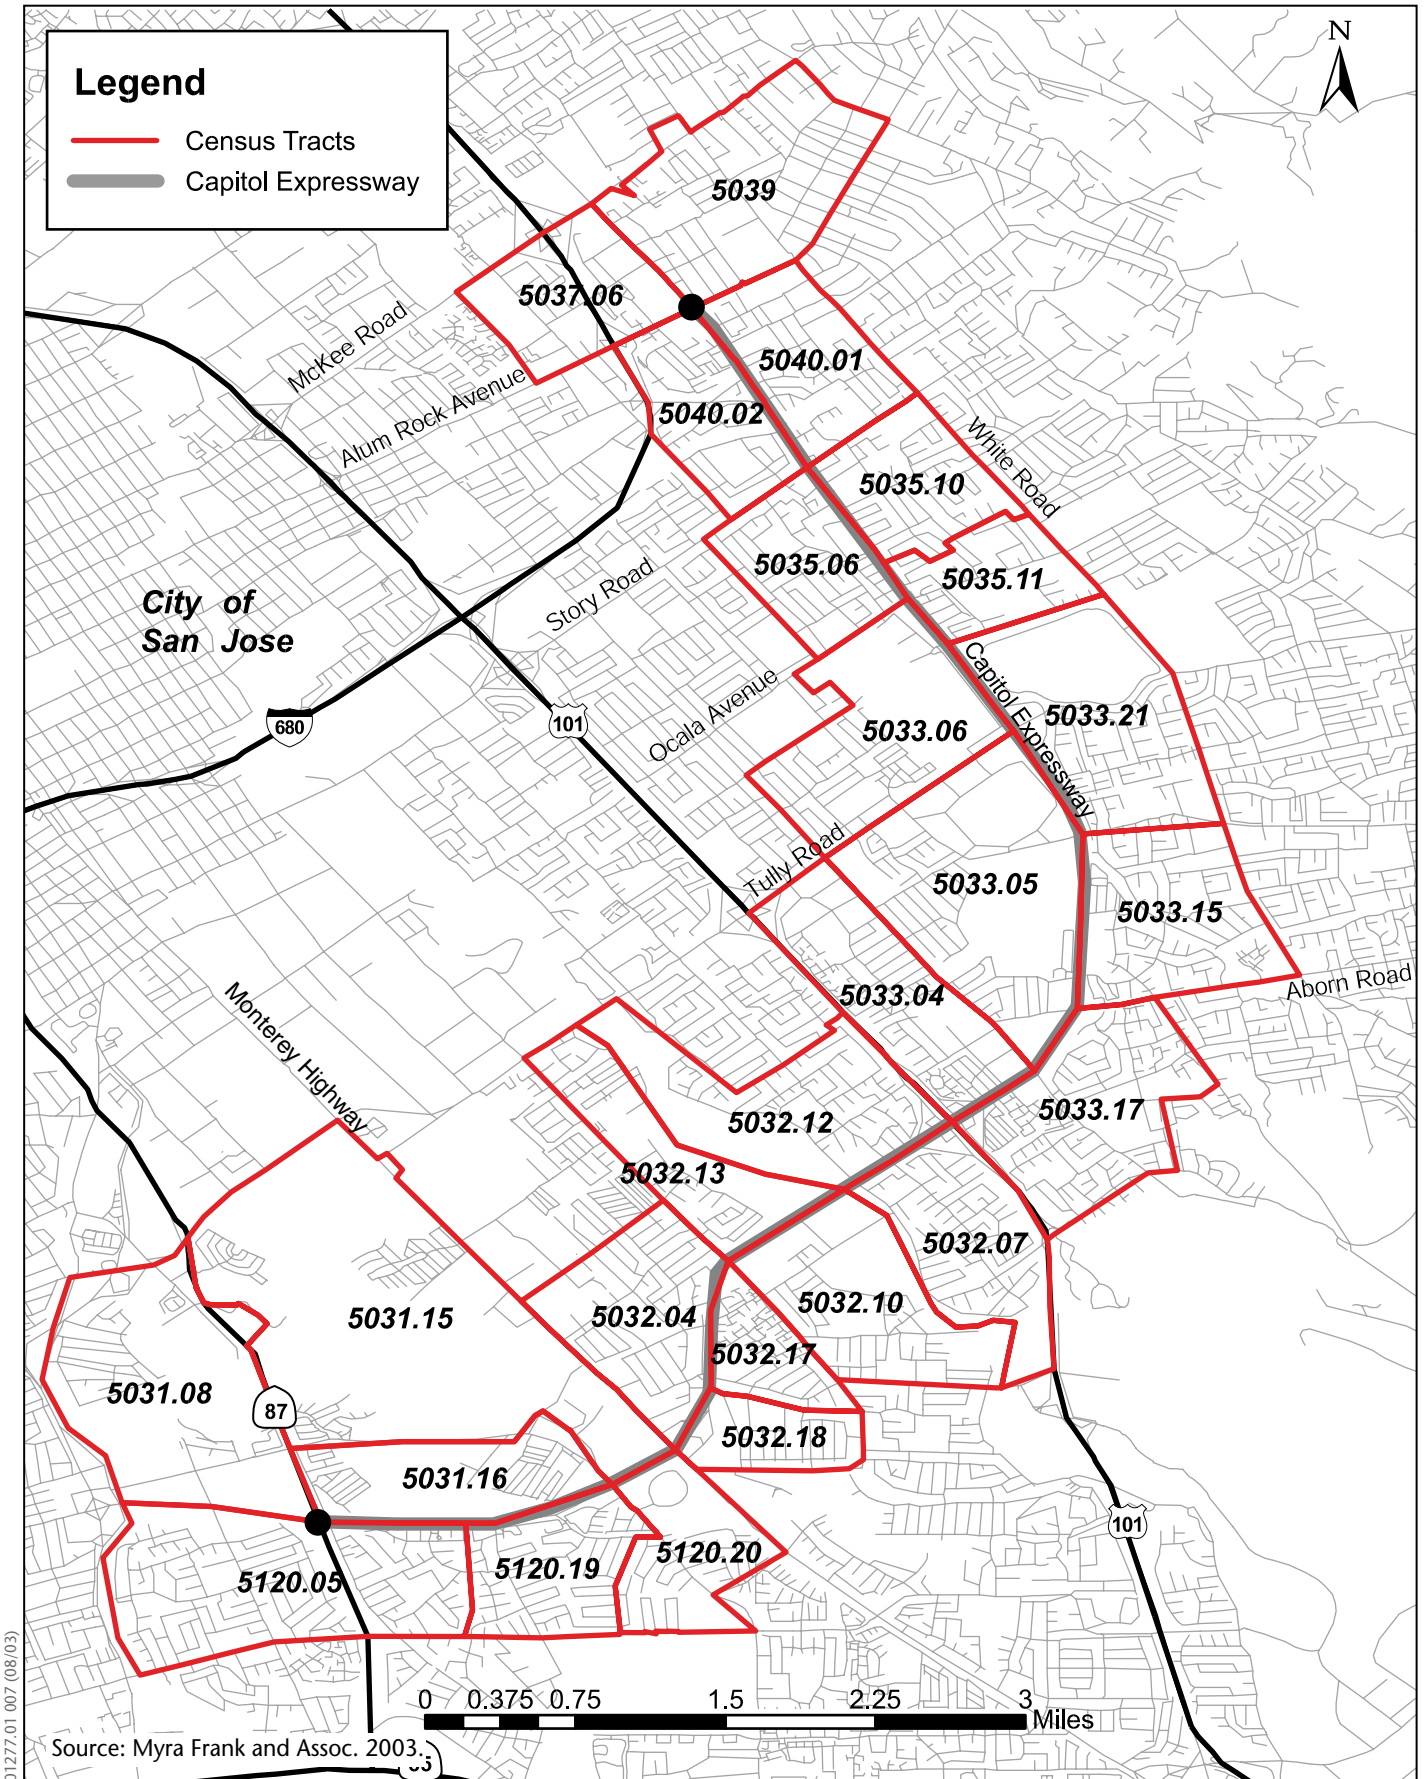 N
Legend
Census Tracts
Capitol Expressway
5039
5037.06
McKee Road
5040.01
Alum Rock Avenue
5040.02
White Road
5035.10
5035.06
5035.11
Story Road
City of
San Jose
Capitol Expressway
Ocala Avenue
680
101
5033.06
5033.21
Tully Road
5033.05
5033.15
Aborn Road
5033.04
Monterey Highway
5033.17
5032.12
5032.13
5032.07
5032.10
5031.15
5032.04
5032.17
5031.08
87
5032.18
5031.16
101
5120.20
5120.19
5120.05
0 0.375 0.75 1.5 2.25 3
Miles
Source: Myra Frank and Assoc. 2003.
01277.01 007 (08/03)